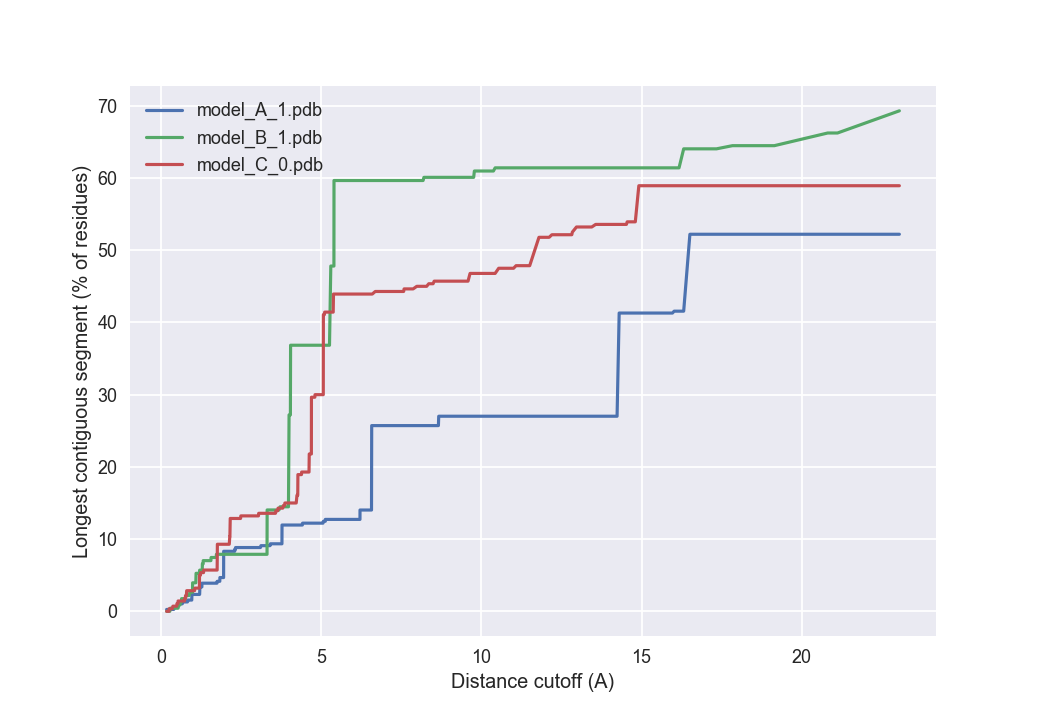 model_A_1.pdb
model_B_1.pdb
model_C_0.pdb
Longest contiguous segment (% of residues)
70
60
50
40
30
20
10
0
0 5 10 15 20
Distance cutoff (A)